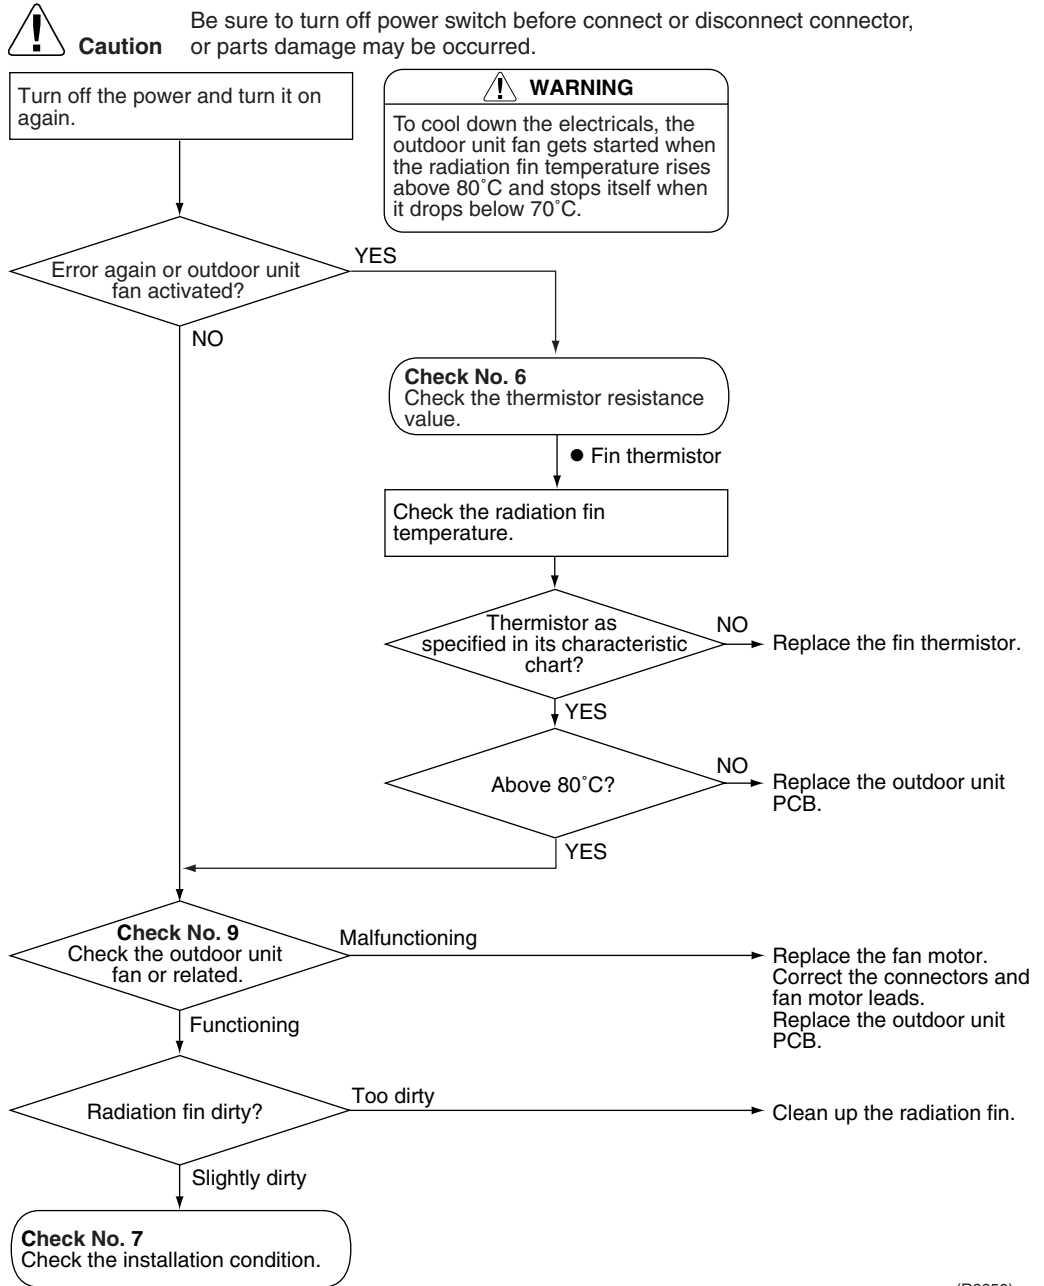 Be sure to turn off power switch before connect or disconnect connector,
Caution or parts damage may be occurred.
Turn off the power and turn it on
again.
WARNING
To cool down the electricals, the
outdoor unit fan gets started when
the radiation fin temperature rises
above 80˚C and stops itself when
it drops below 70˚C.
Error again or outdoor unit
fan activated?
YES
NO
Check No. 6
Check the thermistor resistance
value.
● Fin thermistor
Check the radiation fin
temperature.
Thermistor as
specified in its characteristic
chart?
NO
Replace the fin thermistor.
YES
Above 80˚C?
NO
Replace the outdoor unit
PCB.
YES
Check No. 9
Check the outdoor unit
fan or related.
Malfunctioning
Replace the fan motor.
Correct the connectors and
fan motor leads.
Replace the outdoor unit
PCB.
Functioning
Radiation fin dirty?
Too dirty
Clean up the radiation fin.
Slightly dirty
Check No. 7
Check the installation condition.